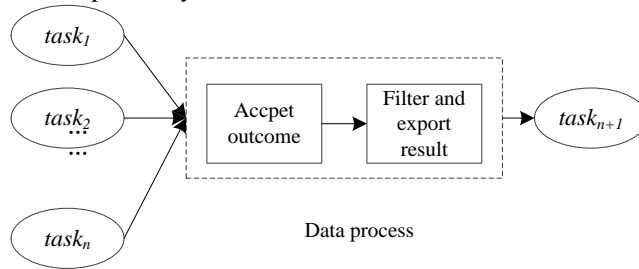 task₁
task₂
...
...
taskₙ
Accpet
outcome
Filter and
export
result
taskₙ₊₁
Data process